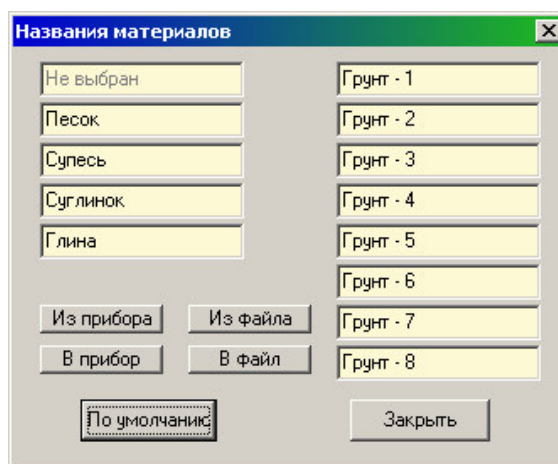 Названия материалов
Не выбран
Песок
Супесь
Суглинок
Глина
Грунт - 1
Грунт - 2
Грунт - 3
Грунт - 4
Грунт - 5
Грунт - 6
Грунт - 7
Грунт - 8
Из прибора
Из файла
В прибор
В файл
По умолчанию
Закрыть